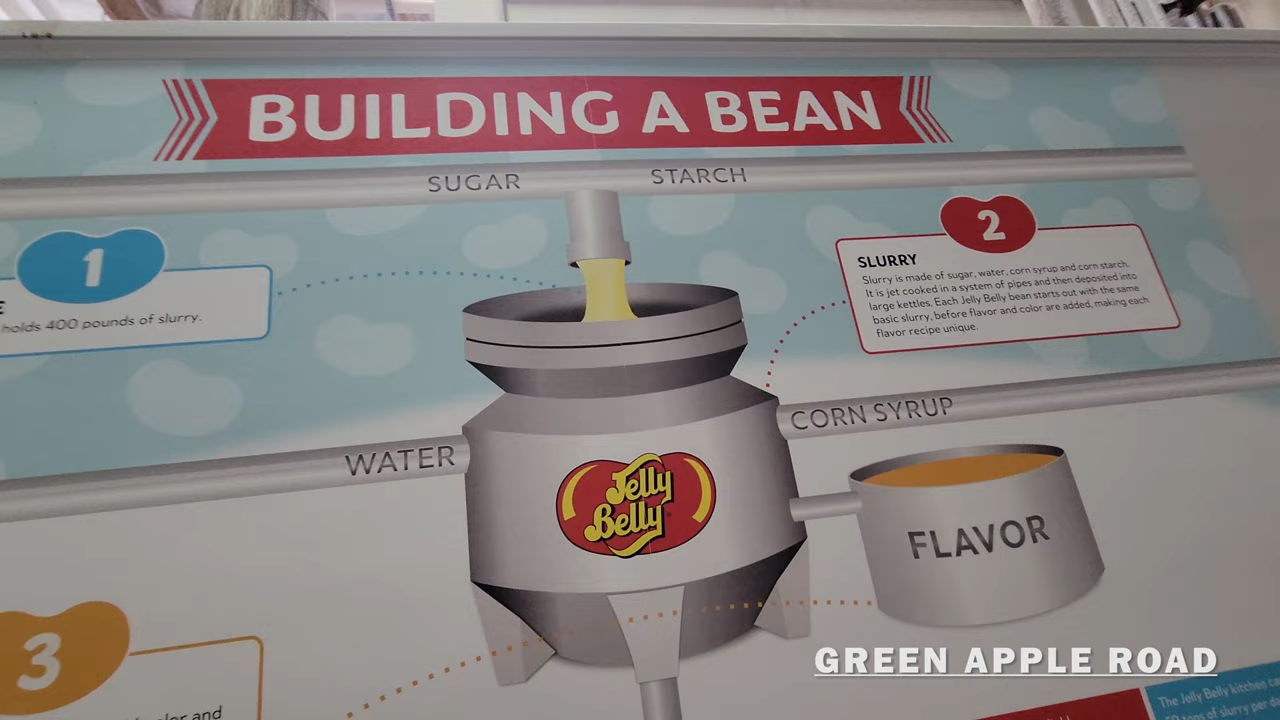 BUILDING A BEAN
SUGAR
STARCH
1
holds 400 pounds of slurry.
2
SLURRY
Slurry is made of sugar, water, corn syrup and corn starch.
It is jet cooked in a system of pipes and then deposited into
large kettles. Each Jelly Belly bean starts out with the same
basic slurry, before flavor and color are added, making each
flavor recipe unique.
WATER
CORN SYRUP
Jelly
Belly
FLAVOR
3
and
GREEN APPLE ROAD
The Jelly Belly kitchen
of slurry per